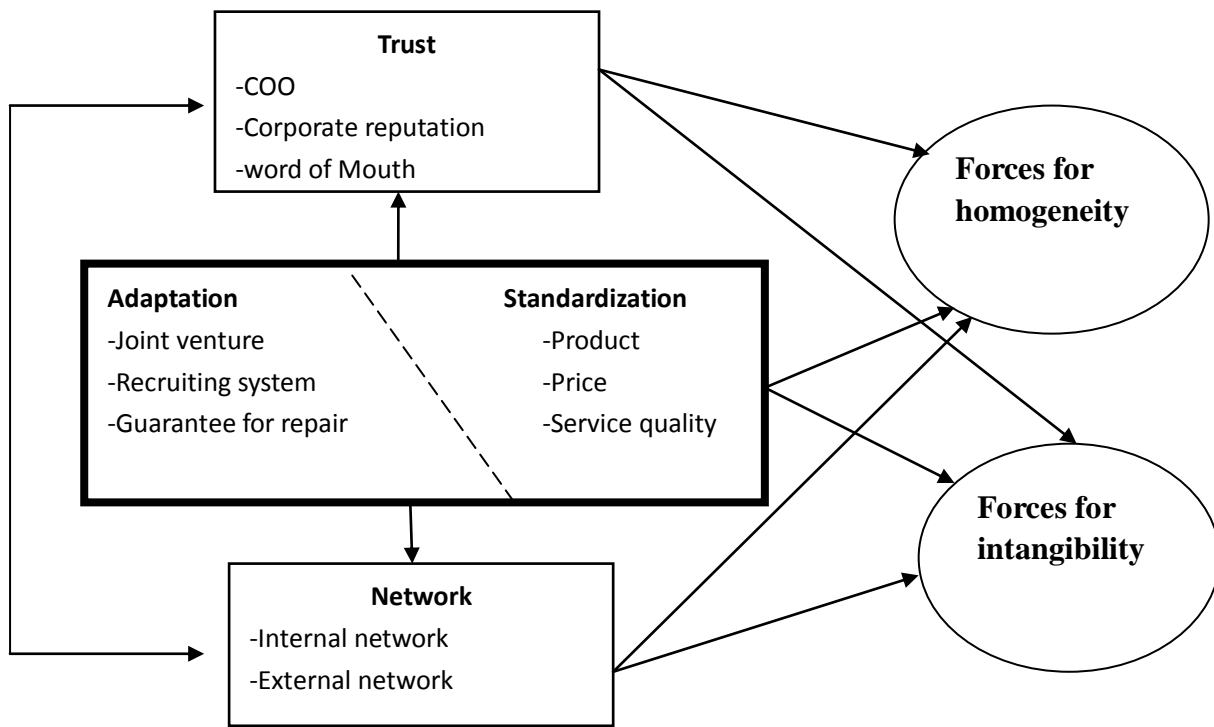 Trust
-COO
-Corporate reputation
-word of Mouth
Forces for
homogeneity
Adaptation
-Joint venture
-Recruiting system
-Guarantee for repair
Standardization
-Product
-Price
-Service quality
Forces for
intangibility
Network
-Internal network
-External network